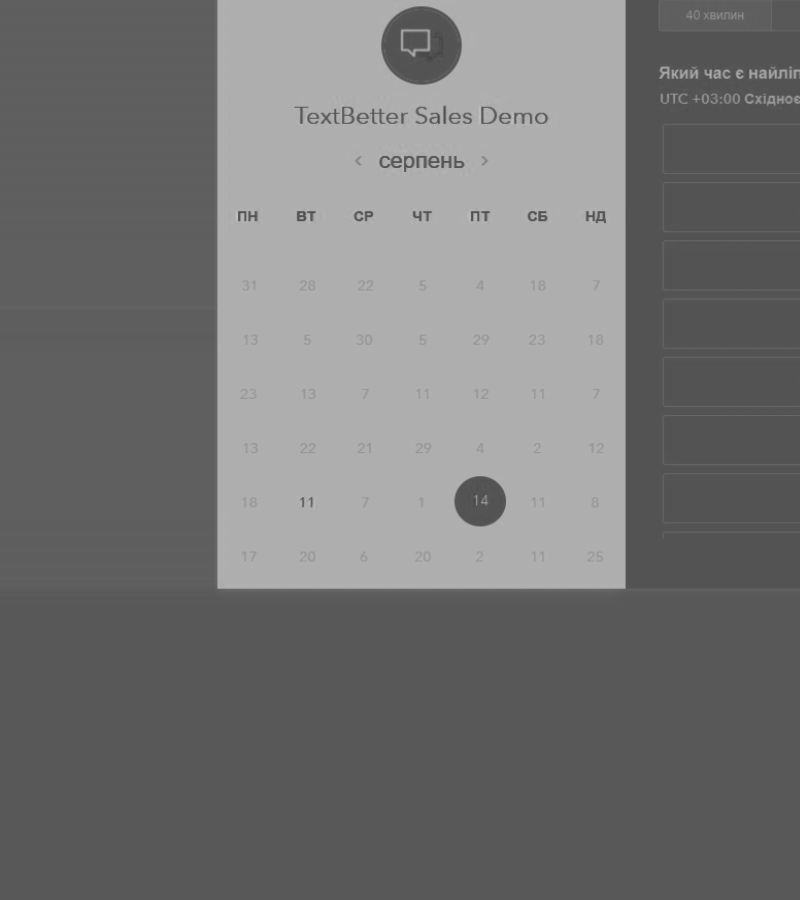 TextBetter Sales Demo
‹ серпень ›
ПН ВТ СР ЧТ ПТ СБ НД
31 28 22 5 4 18 7
13 5 30 5 29 23 18
23 13 7 11 12 11 7
13 22 21 29 4 2 12
18 11 7 1 14 11 8
17 20 6 20 2 11 25
40 хвилин
Який час є найліп
UTC +03:00 Східноє